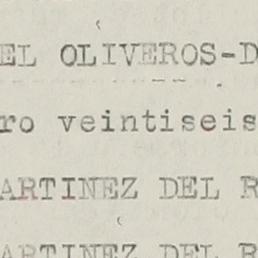 EL OLIVEROS-D
ro veintiseis
ARTINEZ DEL R
ARTINEZ DEL R